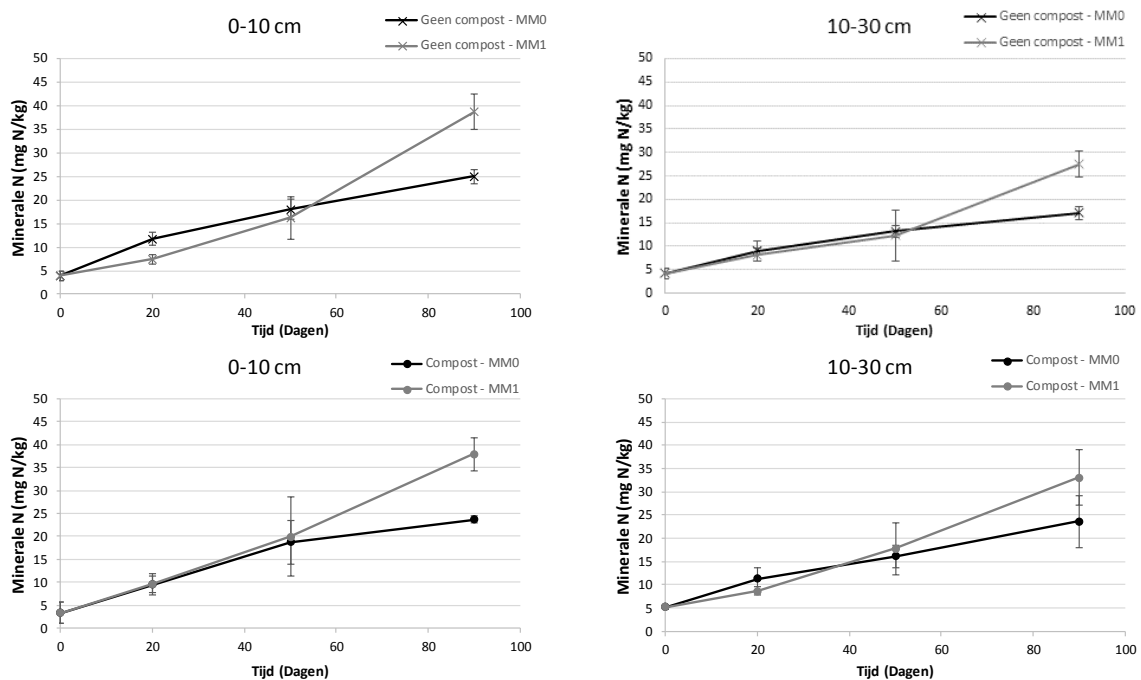 0-10 cm
Geen compost - MM0
Geen compost - MM1
Minerale N (mg N/kg)
50
45
40
35
30
25
20
15
10
5
0
0 20 40 60 80 100
Tijd (Dagen)
10-30 cm
Geen compost - MM0
Geen compost - MM1
Minerale N (mg N/kg)
50
45
40
35
30
25
20
15
10
5
0
0 20 40 60 80 100
Tijd (Dagen)
0-10 cm
Compost - MM0
Compost - MM1
Minerale N (mg N/kg)
50
45
40
35
30
25
20
15
10
5
0
0 20 40 60 80 100
Tijd (Dagen)
10-30 cm
Compost - MM0
Compost - MM1
Minerale N (mg N/kg)
50
45
40
35
30
25
20
15
10
5
0
0 20 40 60 80 100
Tijd (Dagen)